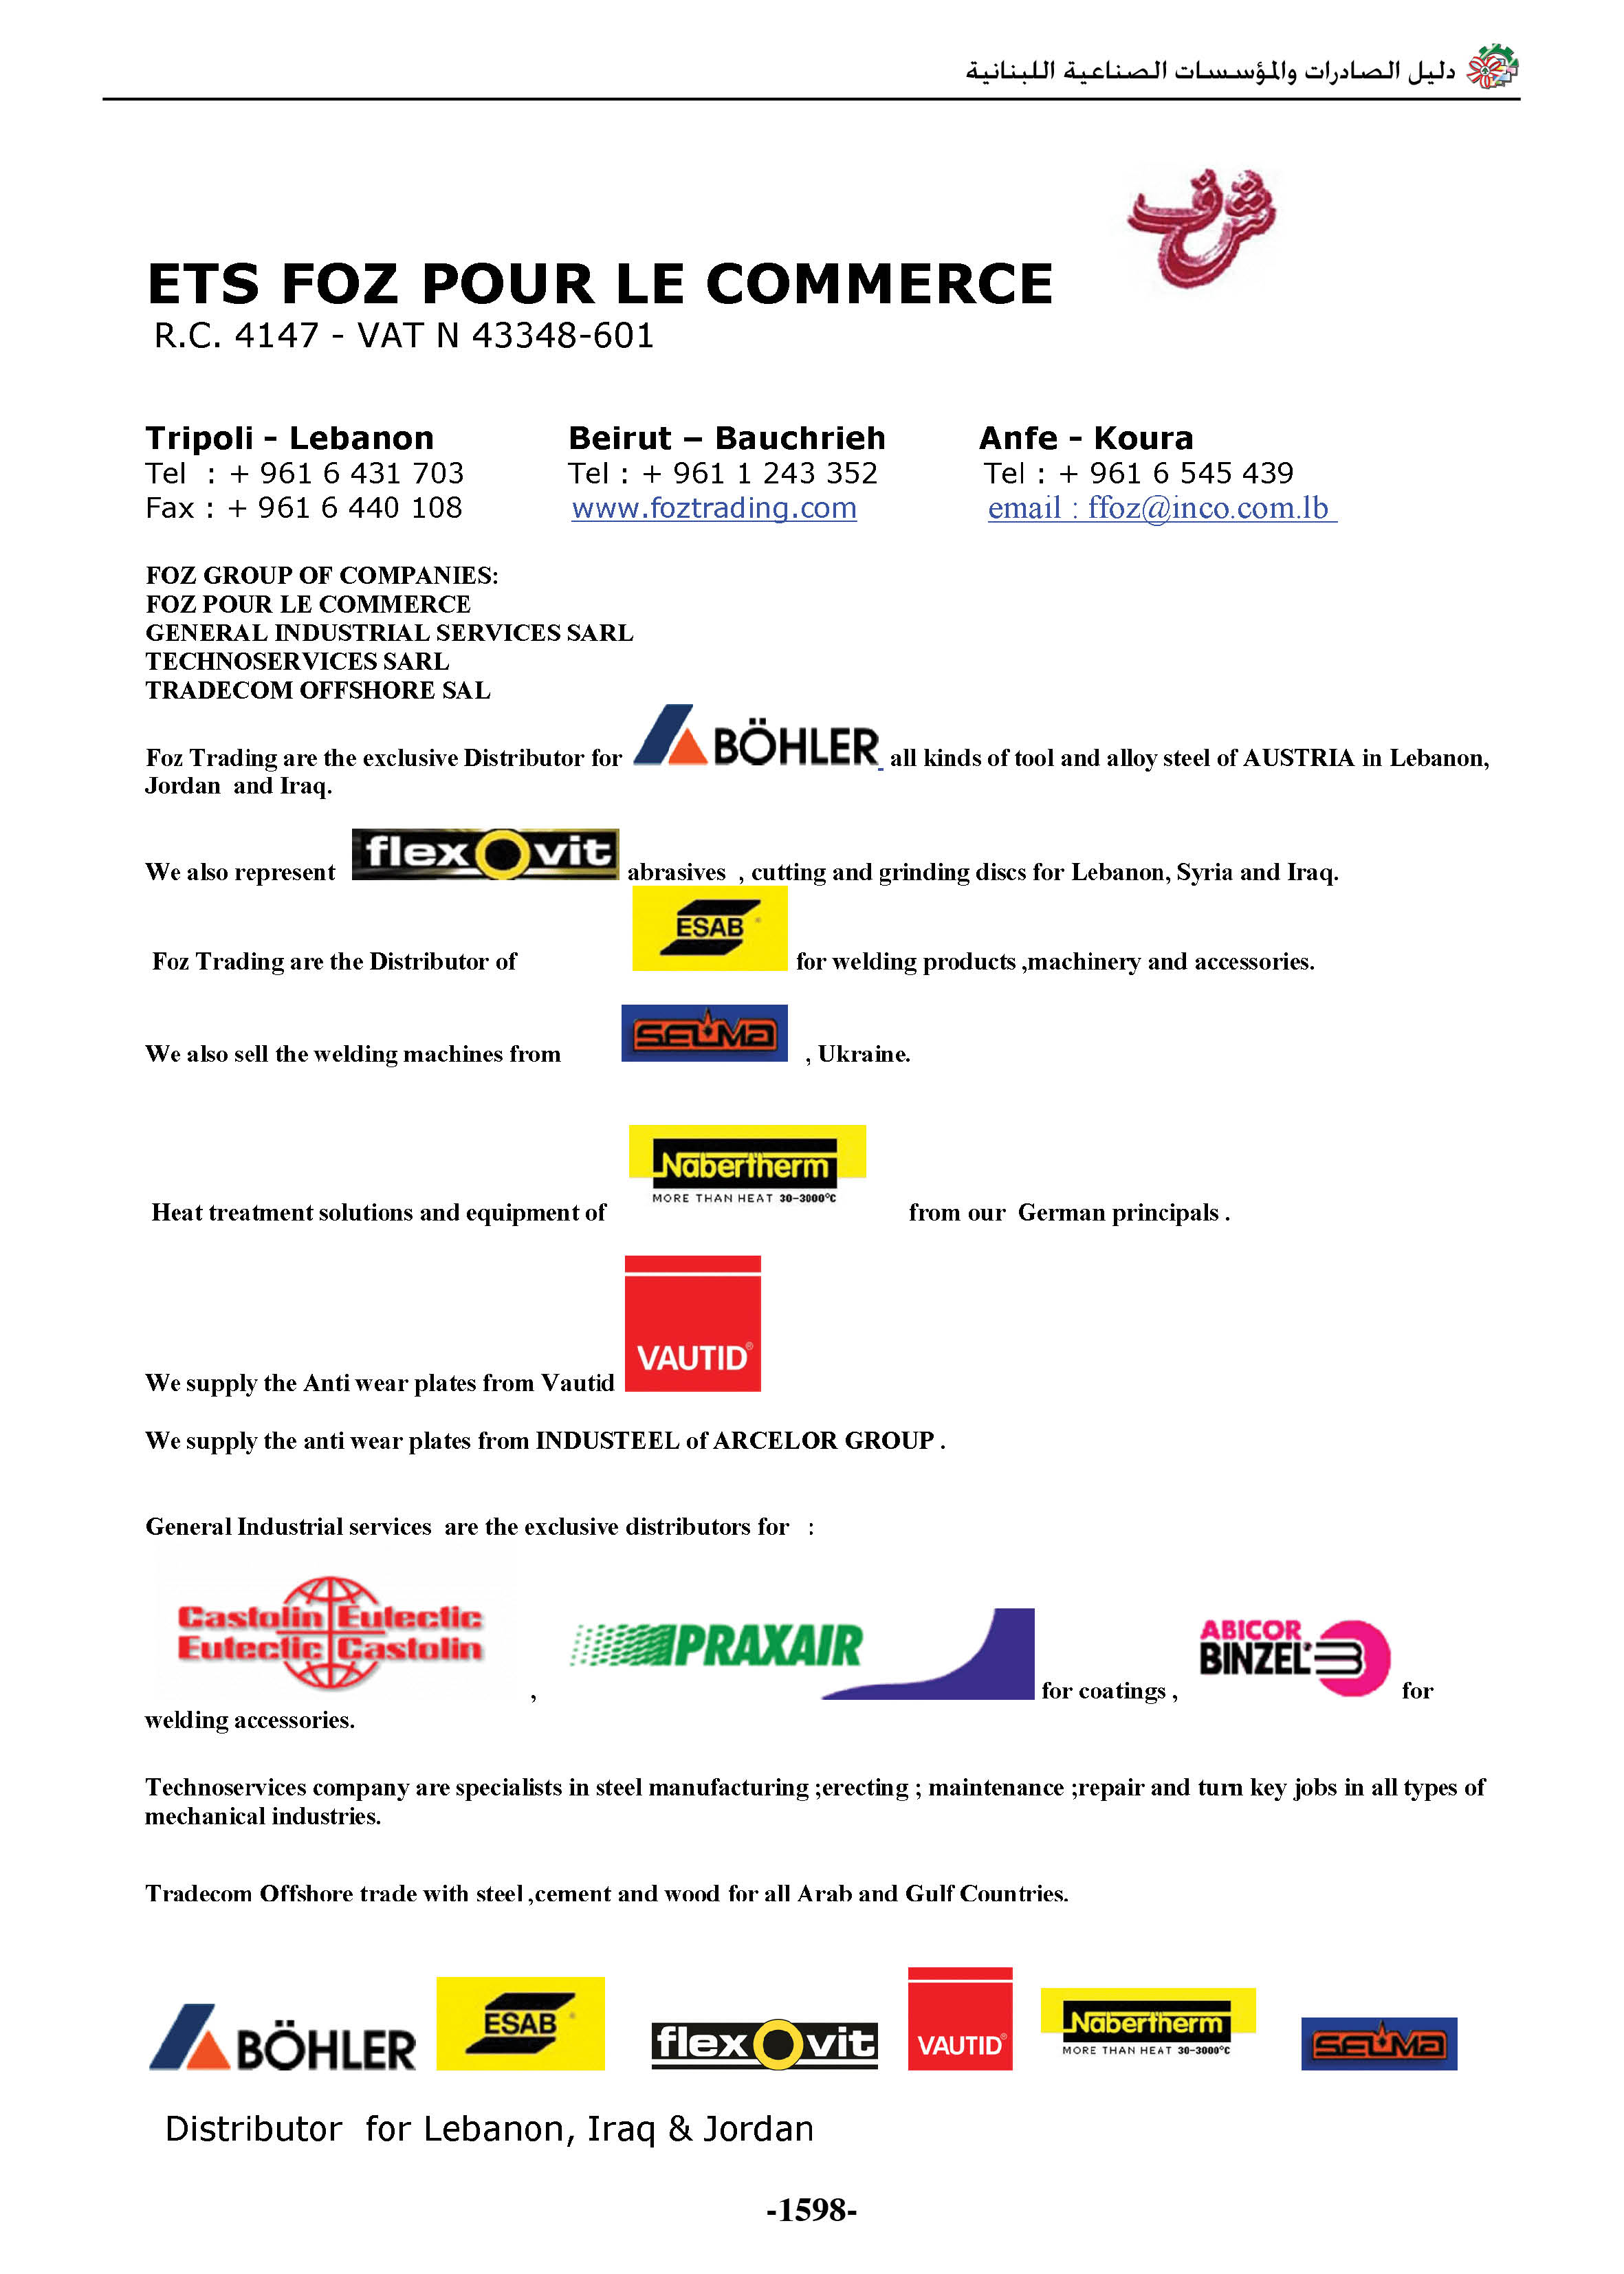 دليل الصادرات والمؤسسات الصناعية اللبنانية
ETS FOZ POUR LE COMMERCE
R.C. 4147 - VAT N 43348-601
Tripoli - Lebanon Beirut – Bauchrieh Anfe - Koura
Tel : + 961 6 431 703 Tel : + 961 1 243 352 Tel : + 961 6 545 439
Fax : + 961 6 440 108 www.foztrading.com email : ffoz@inco.com.lb
FOZ GROUP OF COMPANIES:
FOZ POUR LE COMMERCE
GENERAL INDUSTRIAL SERVICES SARL
TECHNOSERVICES SARL
TRADECOM OFFSHORE SAL
Foz Trading are the exclusive Distributor for BÖHLER all kinds of tool and alloy steel of AUSTRIA in Lebanon,
Jordan and Iraq.
We also represent flexovit abrasives , cutting and grinding discs for Lebanon, Syria and Iraq.
Foz Trading are the Distributor of ESAB for welding products ,machinery and accessories.
We also sell the welding machines from SELMA , Ukraine.
Nabertherm
MORE THAN HEAT 30-3000°C
Heat treatment solutions and equipment of from our German principals .
VAUTID®
We supply the Anti wear plates from Vautid
We supply the anti wear plates from INDUSTEEL of ARCELOR GROUP .
General Industrial services are the exclusive distributors for :
Castolin Eutectic
Eutectic Castolin
, PRAXAIR for coatings , ABICOR BINZEL® for
welding accessories.
Technoservices company are specialists in steel manufacturing ;erecting ; maintenance ;repair and turn key jobs in all types of
mechanical industries.
Tradecom Offshore trade with steel ,cement and wood for all Arab and Gulf Countries.
BÖHLER ESAB flexovit VAUTID® Nabertherm SELMA
MORE THAN HEAT 30-3000°C
Distributor for Lebanon, Iraq & Jordan
-1598-